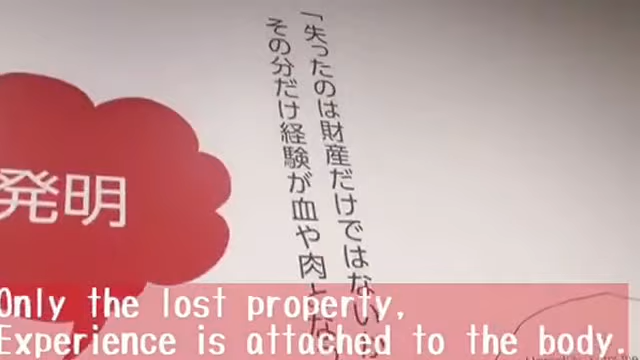 「失ったのは財産だけではない
その分だけ経験が血や肉とな
発明
Only the lost property,
Experience is attached to the body.